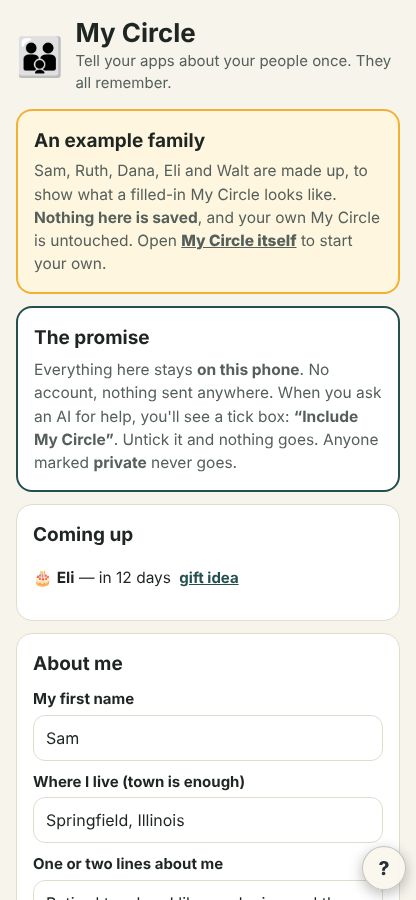 My Circle
Tell your apps about your people once. They
all remember.
An example family
Sam, Ruth, Dana, Eli and Walt are made up, to
show what a filled-in My Circle looks like.
Nothing here is saved, and your own My Circle
is untouched. Open My Circle itself to start
your own.
The promise
Everything here stays on this phone. No
account, nothing sent anywhere. When you ask
an AI for help, you'll see a tick box: “Include
My Circle”. Untick it and nothing goes. Anyone
marked private never goes.
Coming up
🎂 Eli — in 12 days gift idea
About me
My first name
Sam
Where I live (town is enough)
Springfield, Illinois
One or two lines about me
?